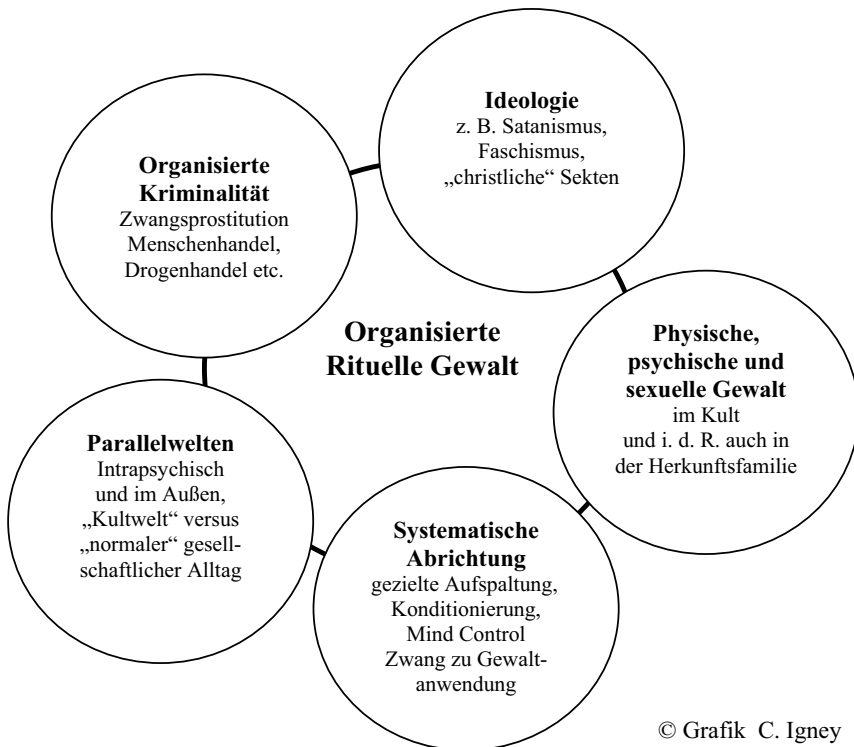 Ideologie
z. B. Satanismus,
Faschismus,
„christliche“ Sekten
Organisierte
Kriminalität
Zwangsprostitution
Menschenhandel,
Drogenhandel etc.
Organisierte
Rituelle Gewalt
Physische,
psychische und
sexuelle Gewalt
im Kult
und i. d. R. auch in
der Herkunftsfamilie
Parallelwelten
Intrapsychisch
und im Außen,
„Kultwelt“ versus
„normaler“ gesell-
schaftlicher Alltag
Systematische
Abrichtung
gezielte Aufspaltung,
Konditionierung,
Mind Control
Zwang zu Gewalt-
anwendung
© Grafik C. Igney